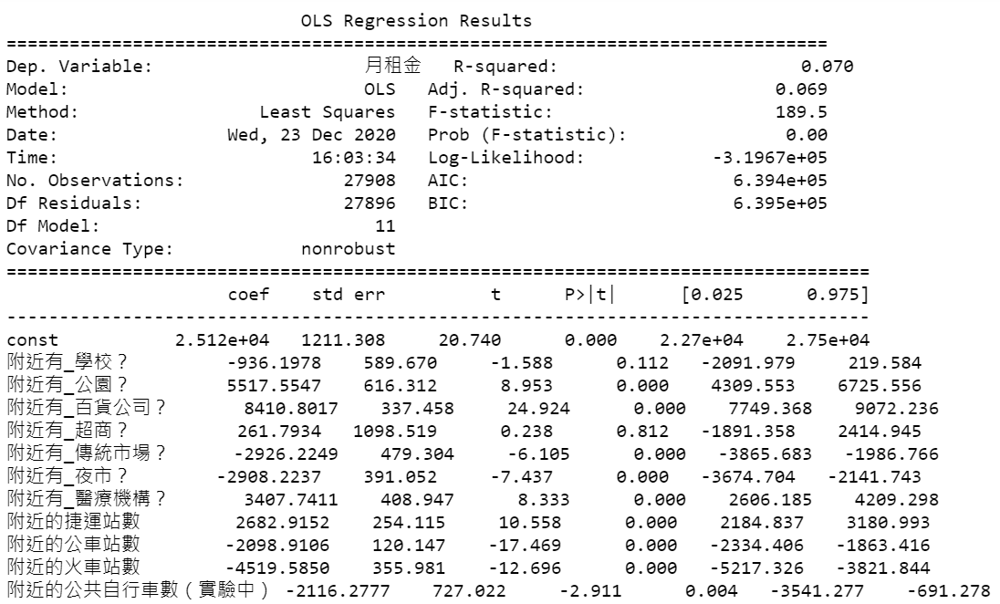 OLS Regression Results
==============================================================================
Dep. Variable: 月租金 R-squared: 0.070
Model: OLS Adj. R-squared: 0.069
Method: Least Squares F-statistic: 189.5
Date: Wed, 23 Dec 2020 Prob (F-statistic): 0.00
Time: 16:03:34 Log-Likelihood: -3.1967e+05
No. Observations: 27908 AIC: 6.394e+05
Df Residuals: 27896 BIC: 6.395e+05
Df Model: 11
Covariance Type: nonrobust
==================================================================================
coef std err t P>|t| [0.025 0.975]
----------------------------------------------------------------------------------
const 2.512e+04 1211.308 20.740 0.000 2.27e+04 2.75e+04
附近有_學校？ -936.1978 589.670 -1.588 0.112 -2091.979 219.584
附近有_公園？ 5517.5547 616.312 8.953 0.000 4309.553 6725.556
附近有_百貨公司？ 8410.8017 337.458 24.924 0.000 7749.368 9072.236
附近有_超商？ 261.7934 1098.519 0.238 0.812 -1891.358 2414.945
附近有_傳統市場？ -2926.2249 479.304 -6.105 0.000 -3865.683 -1986.766
附近有_夜市？ -2908.2237 391.052 -7.437 0.000 -3674.704 -2141.743
附近有_醫療機構？ 3407.7411 408.947 8.333 0.000 2606.185 4209.298
附近的捷運站數 2682.9152 254.115 10.558 0.000 2184.837 3180.993
附近的公車站數 -2098.9106 120.147 -17.469 0.000 -2334.406 -1863.416
附近的火車站數 -4519.5850 355.981 -12.696 0.000 -5217.326 -3821.844
附近的公共自行車數（實驗中） -2116.2777 727.022 -2.911 0.004 -3541.277 -691.278